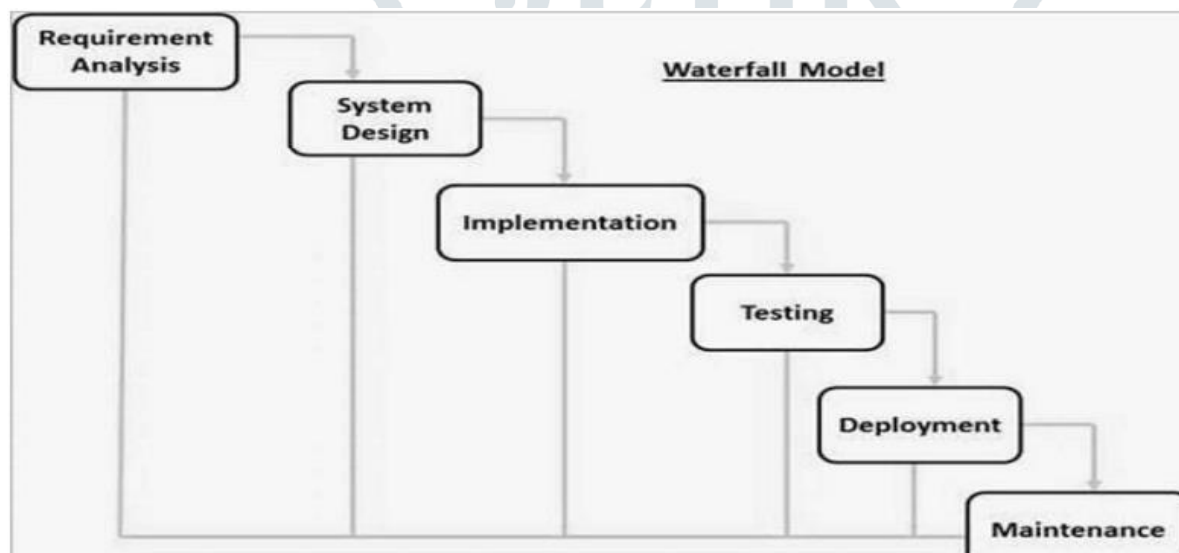 Requirement
Analysis
Waterfall Model
System
Design
Implementation
Testing
Deployment
Maintenance